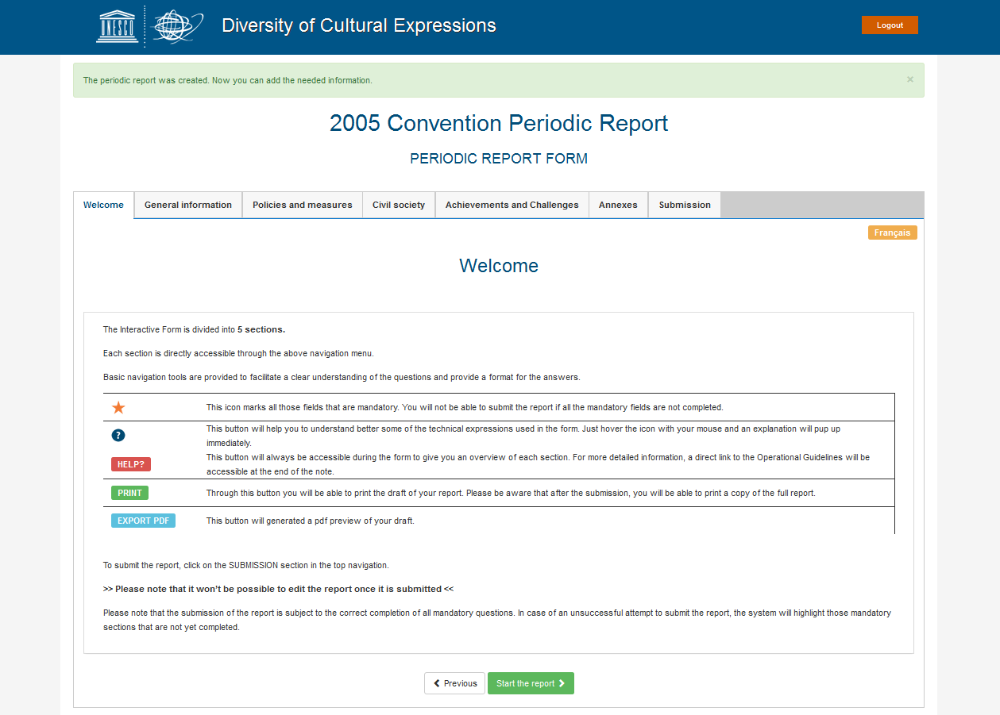 UNESCO
Diversity of Cultural Expressions
Logout
The periodic report was created. Now you can add the needed information.
×
2005 Convention Periodic Report
PERIODIC REPORT FORM
Welcome
General information
Policies and measures
Civil society
Achievements and Challenges
Annexes
Submission
Français
Welcome
The Interactive Form is divided into 5 sections.
Each section is directly accessible through the above navigation menu.
Basic navigation tools are provided to facilitate a clear understanding of the questions and provide a format for the answers.
This icon marks all those fields that are mandatory. You will not be able to submit the report if all the mandatory fields are not completed.
?
This button will help you to understand better some of the technical expressions used in the form. Just hover the icon with your mouse and an explanation will pup up
immediately.
HELP?
This button will always be accessible during the form to give you an overview of each section. For more detailed information, a direct link to the Operational Guidelines will be
accessible at the end of the note.
PRINT
Through this button you will be able to print the draft of your report. Please be aware that after the submission, you will be able to print a copy of the full report.
EXPORT PDF
This button will generated a pdf preview of your draft.
To submit the report, click on the SUBMISSION section in the top navigation.
>> Please note that it won't be possible to edit the report once it is submitted <<
Please note that the submission of the report is subject to the correct completion of all mandatory questions. In case of an unsuccessful attempt to submit the report, the system will highlight those mandatory
sections that are not yet completed.
Previous
Start the report